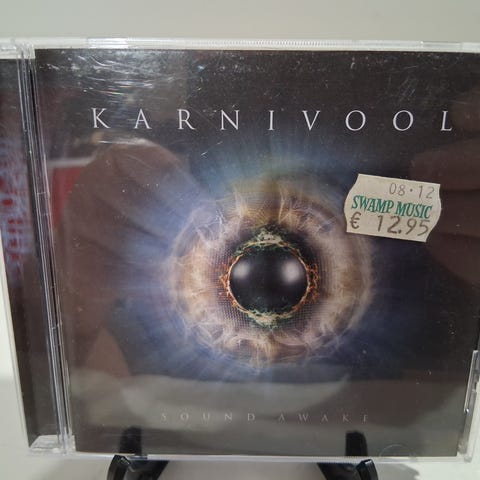 KARNIVOOL
08·12
SWAMP MUSIC
€ 12.95
SOUND AWAKE